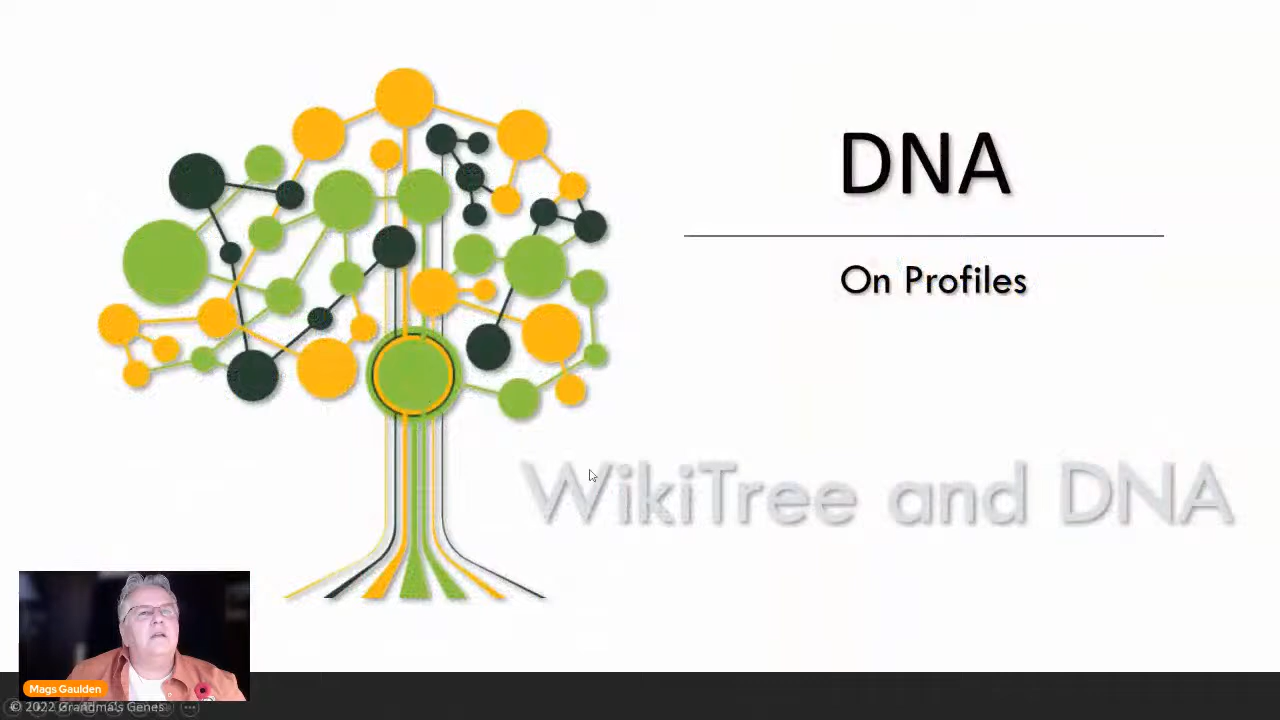 DNA
On Profiles
WikiTree and DNA
Mags Gaulden
© 2022 Grandma's Genes